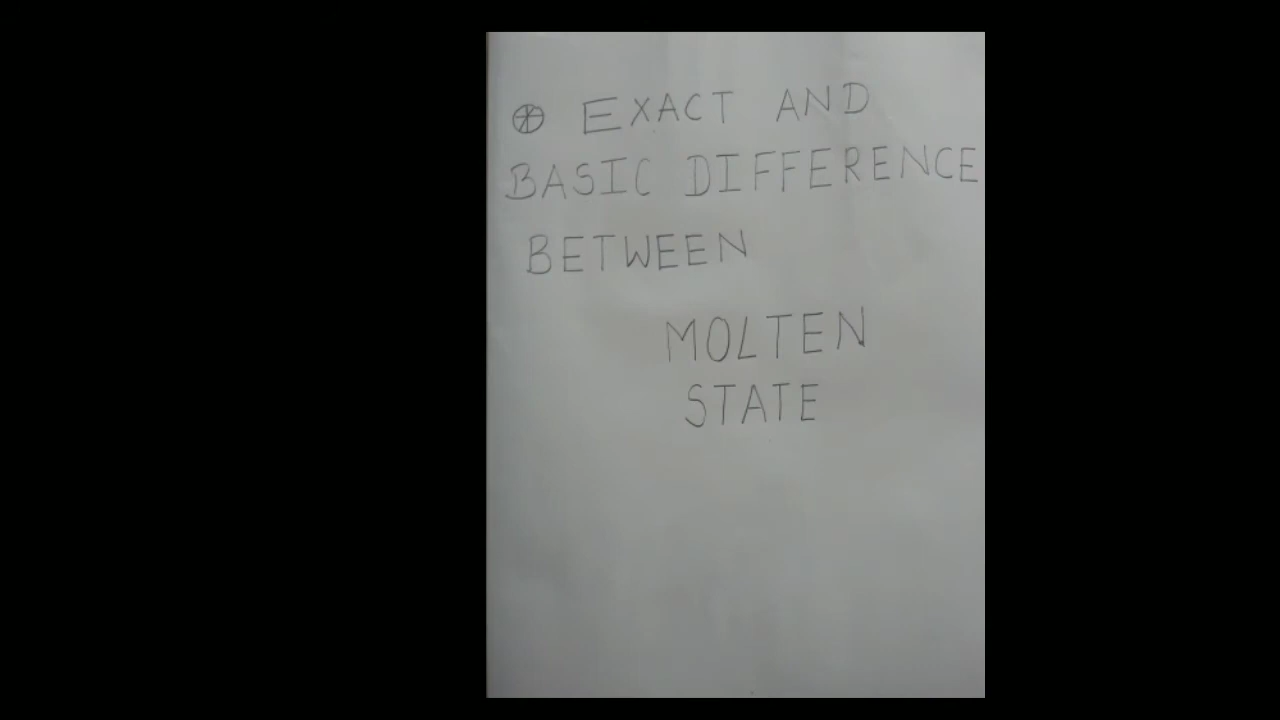 EXACT AND
BASIC DIFFERENCE
BETWEEN
MOLTEN
STATE